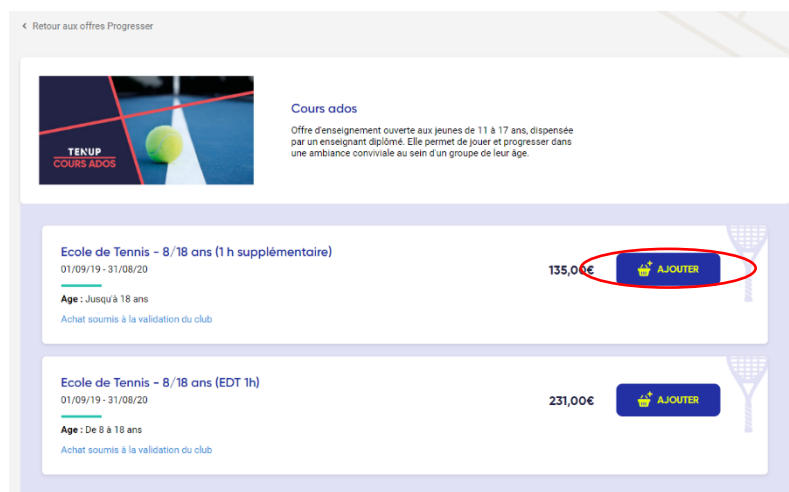 < Retour aux offres Progresser
TEN'UP
COURS ADOS
Cours ados
Offre d'enseignement ouverte aux jeunes de 11 à 17 ans, dispensée
par un enseignant diplômé. Elle permet de jouer et progresser dans
une ambiance conviviale au sein d'un groupe de leur âge.
Ecole de Tennis - 8/18 ans (1 h supplémentaire)
01/09/19 - 31/08/20
135,00€
AJOUTER
Age : Jusqu'à 18 ans
Achat soumis à la validation du club
Ecole de Tennis - 8/18 ans (EDT 1h)
01/09/19 - 31/08/20
231,00€
AJOUTER
Age : De 8 à 18 ans
Achat soumis à la validation du club